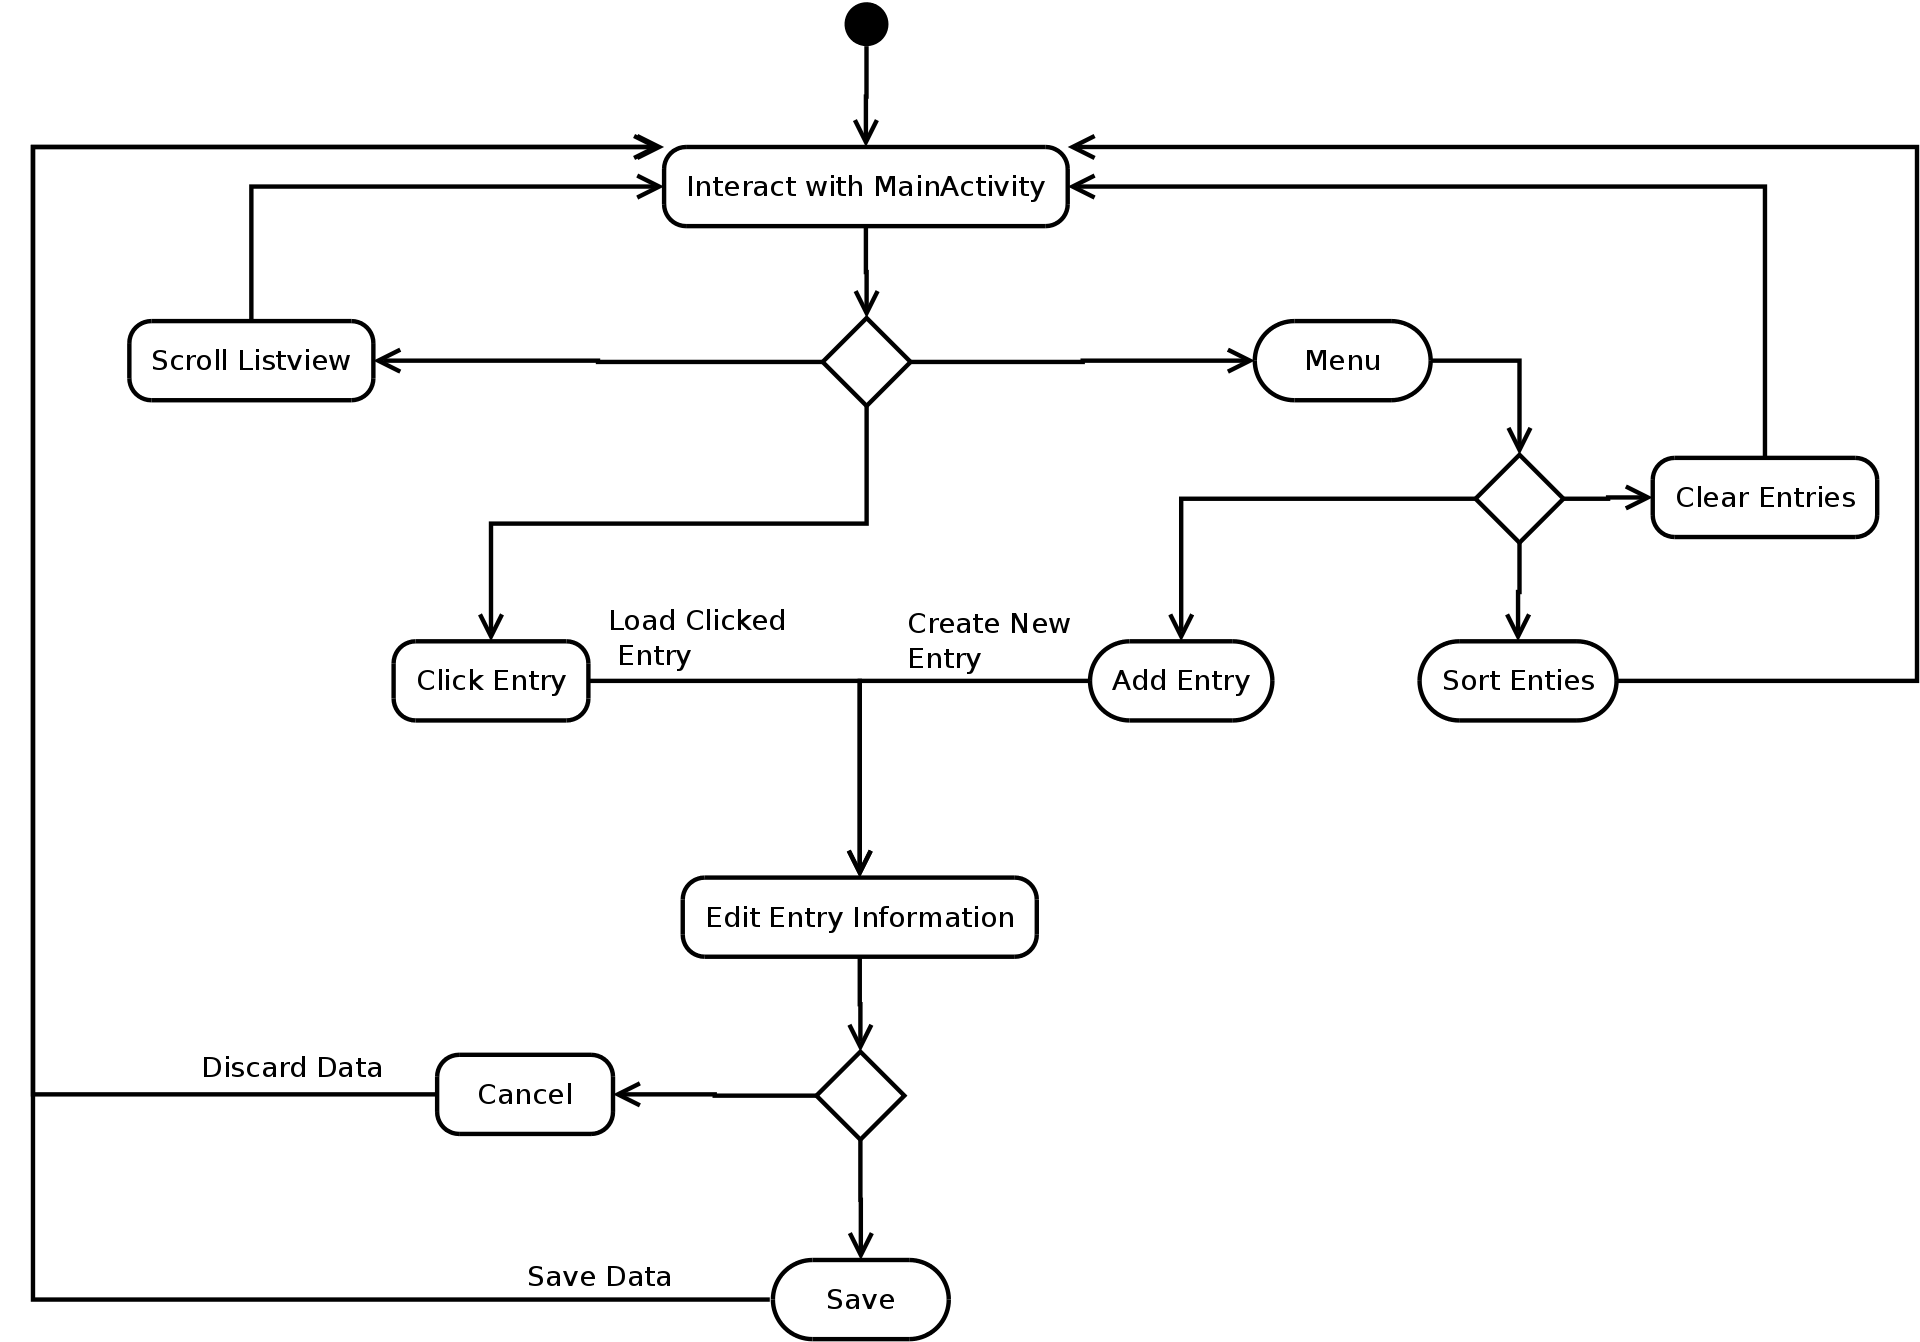 Interact with MainActivity
Scroll Listview
Menu
Clear Entries
Load Clicked
Entry
Create New
Entry
Click Entry
Add Entry
Sort Enties
Edit Entry Information
Discard Data
Cancel
Save Data
Save